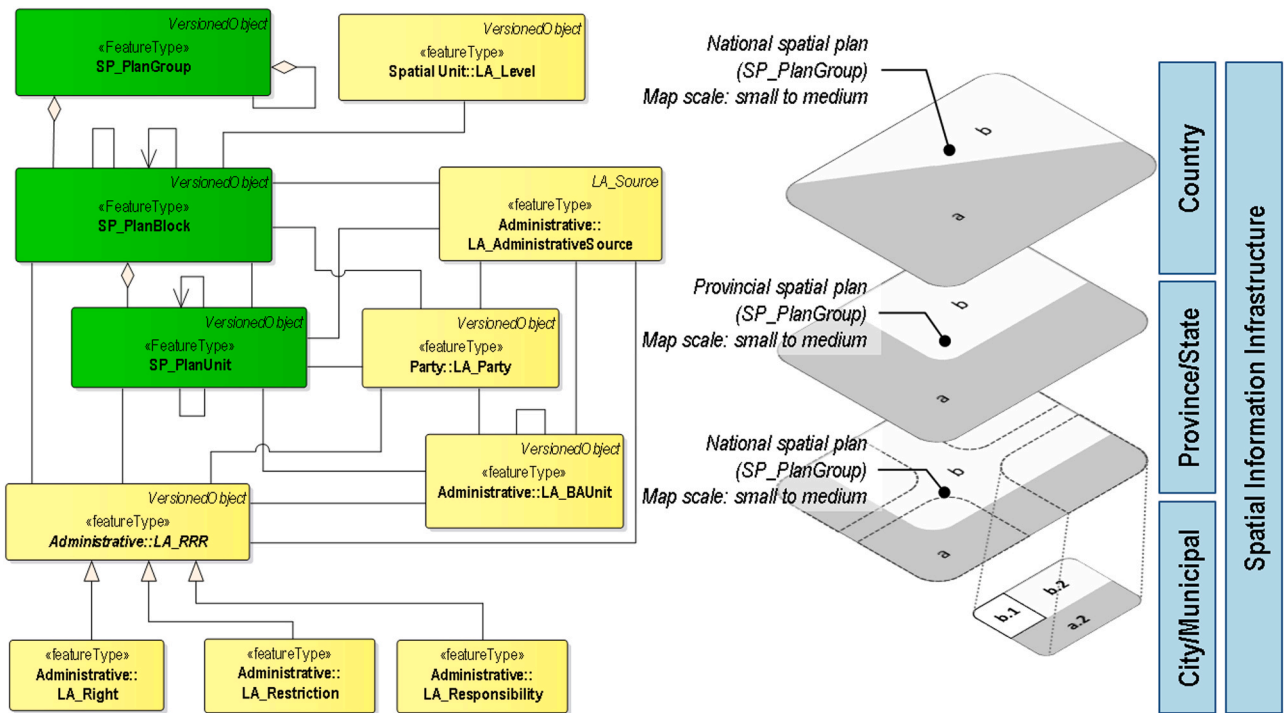 VersionedObject
«FeatureType»
SP_PlanGroup
VersionedObject
«featureType»
Spatial Unit::LA_Level
VersionedObject
«FeatureType»
SP_PlanBlock
LA_Source
«featureType»
Administrative::
LA_AdministrativeSource
VersionedObject
«FeatureType»
SP_PlanUnit
VersionedObject
«featureType»
Party::LA_Party
VersionedObject
«featureType»
Administrative::LA_BAUnit
VersionedObject
«featureType»
Administrative::LA_RRR
«featureType»
Administrative::
LA_Right
«featureType»
Administrative::
LA_Restriction
«featureType»
Administrative::
LA_Responsibility
National spatial plan
(SP_PlanGroup)
Map scale: small to medium
b
a
Provincial spatial plan
(SP_PlanGroup)
Map scale: small to medium
b
a
National spatial plan
(SP_PlanGroup)
Map scale: small to medium
b
a
b.1
b.2
a.2
Country
Province/State
City/Municipal
Spatial Information Infrastructure